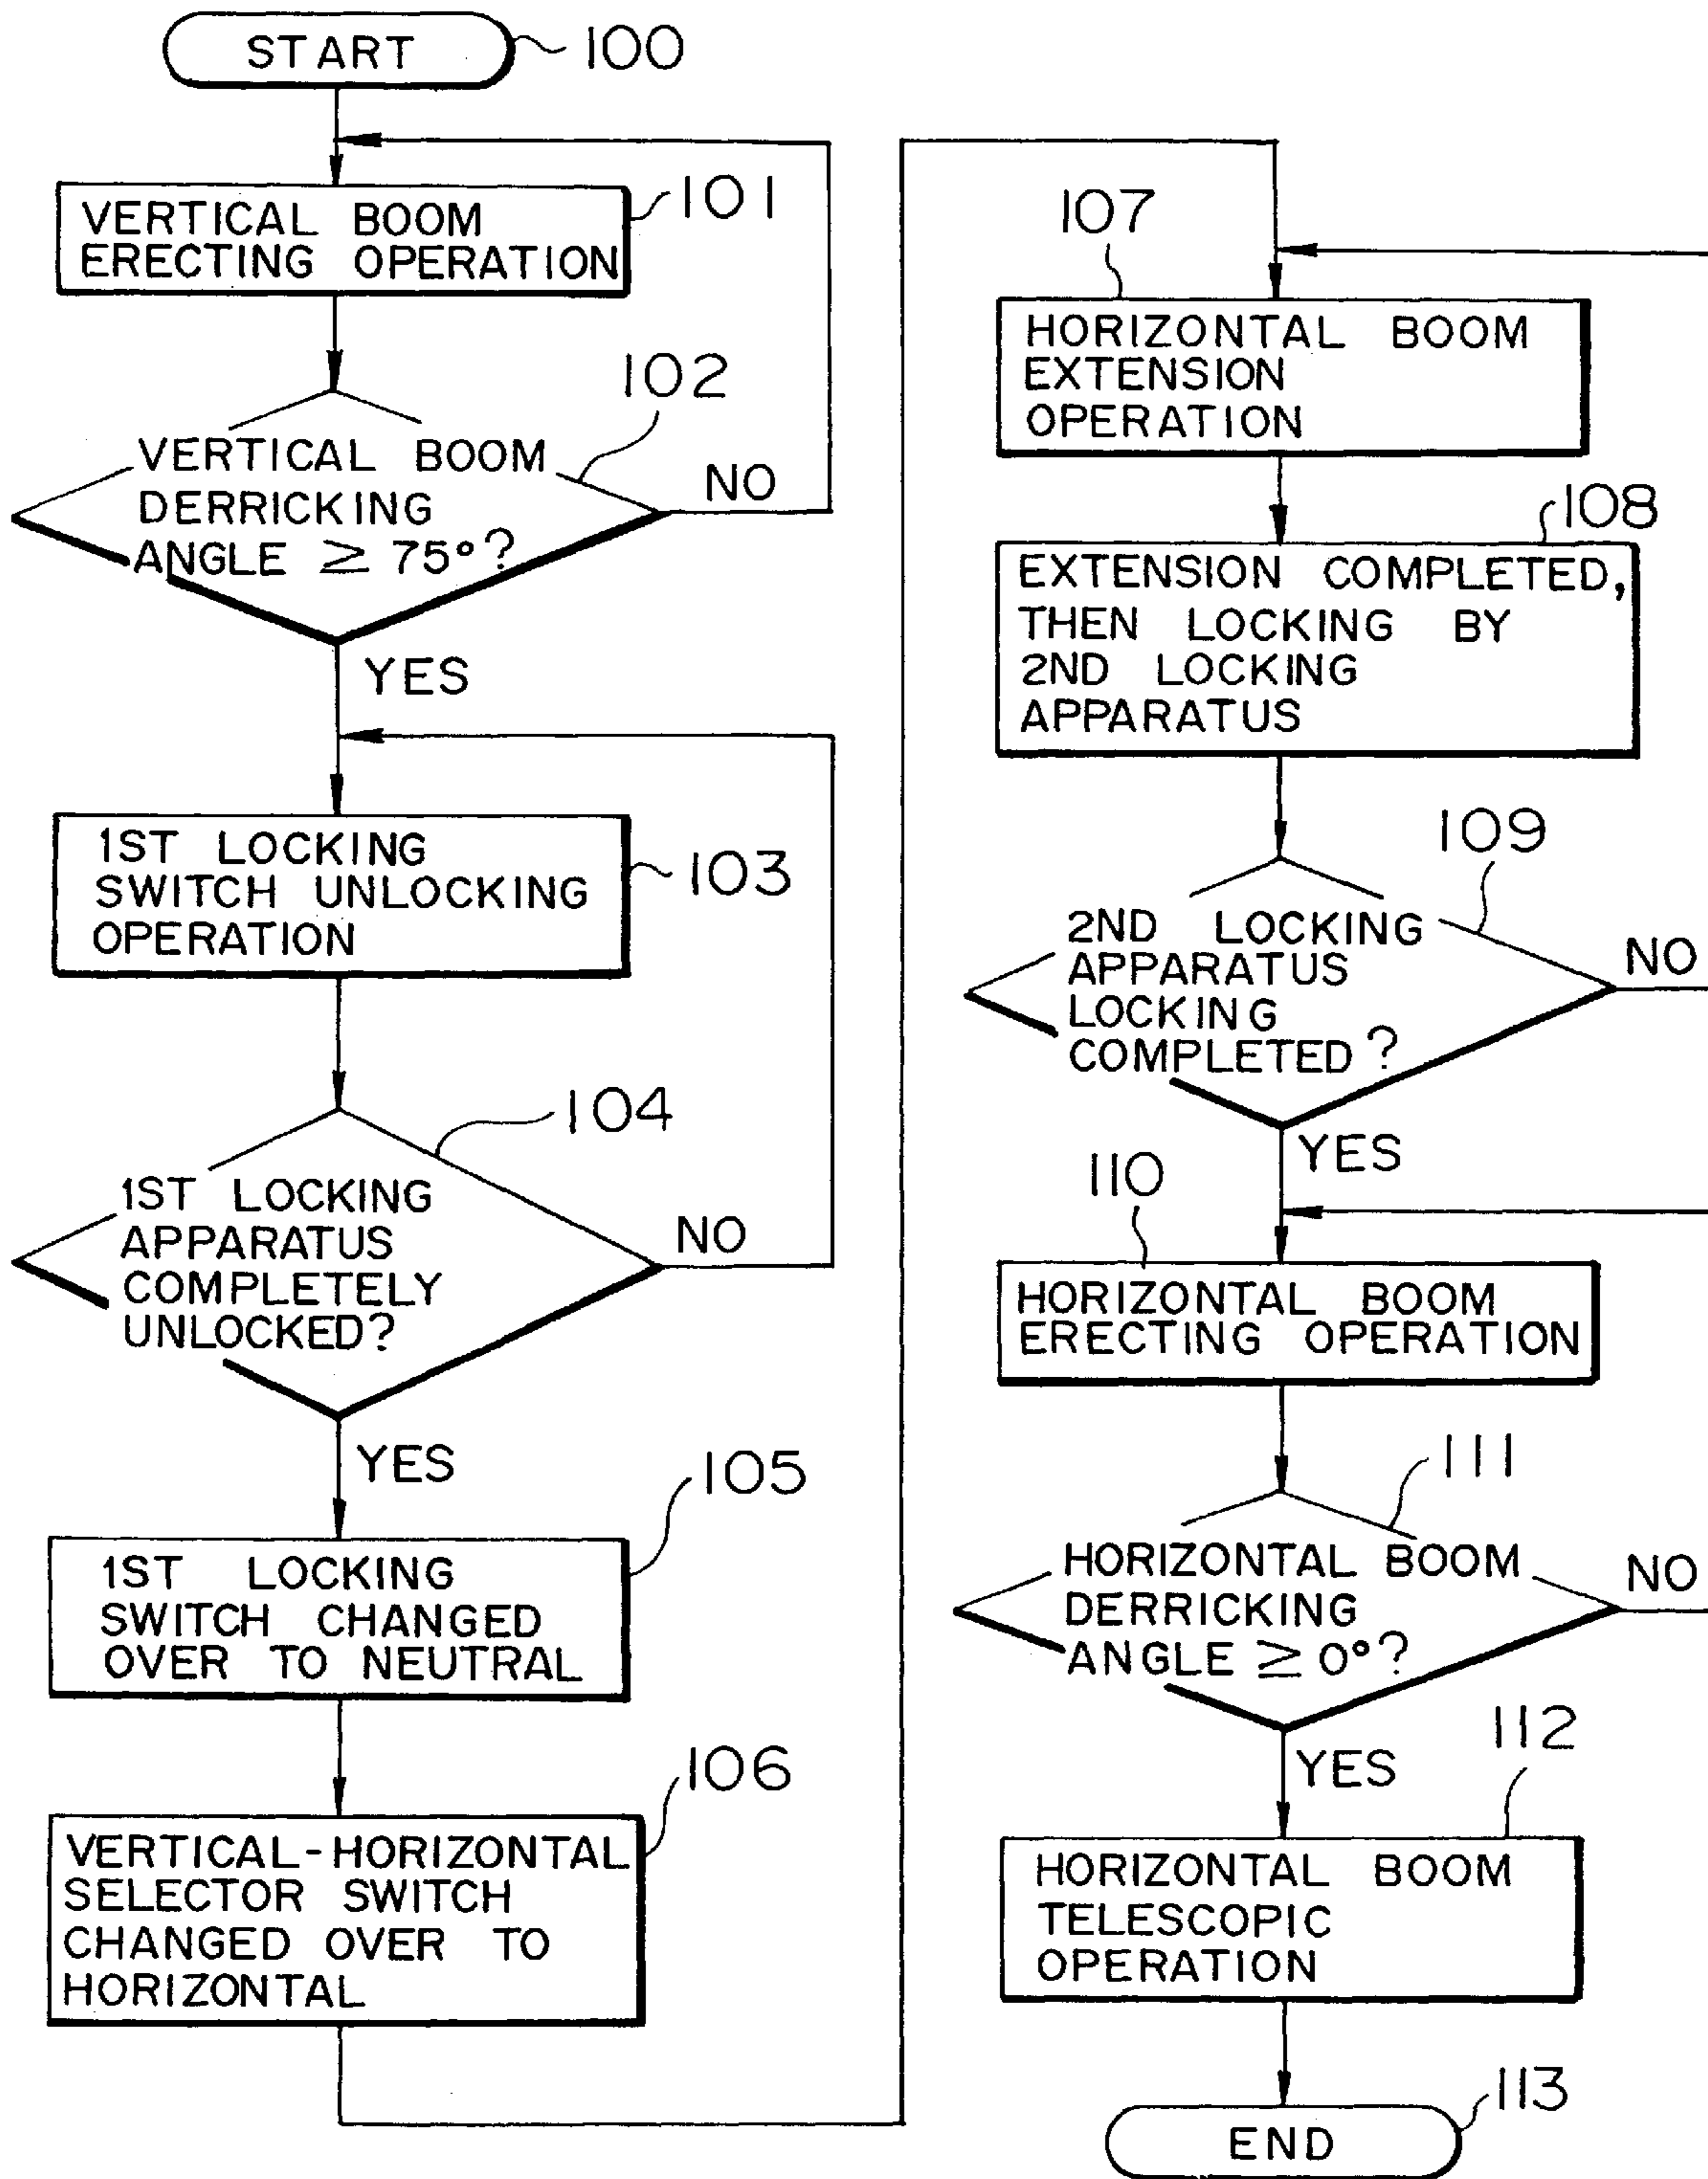 START
100
VERTICAL BOOM
ERECTING OPERATION
101
VERTICAL BOOM
DERRICKING
ANGLE ≥ 75°?
102
NO
YES
1ST LOCKING
SWITCH UNLOCKING
OPERATION
103
1ST LOCKING
APPARATUS
COMPLETELY
UNLOCKED?
104
NO
YES
1ST LOCKING
SWITCH CHANGED
OVER TO NEUTRAL
105
VERTICAL-HORIZONTAL
SELECTOR SWITCH
CHANGED OVER TO
HORIZONTAL
106
107
HORIZONTAL BOOM
EXTENSION
OPERATION
108
EXTENSION COMPLETED,
THEN LOCKING BY
2ND LOCKING
APPARATUS
109
2ND LOCKING
APPARATUS
LOCKING
COMPLETED?
NO
YES
110
HORIZONTAL BOOM
ERECTING OPERATION
111
HORIZONTAL BOOM
DERRICKING
ANGLE ≥ 0°?
NO
YES
112
HORIZONTAL BOOM
TELESCOPIC
OPERATION
113
END